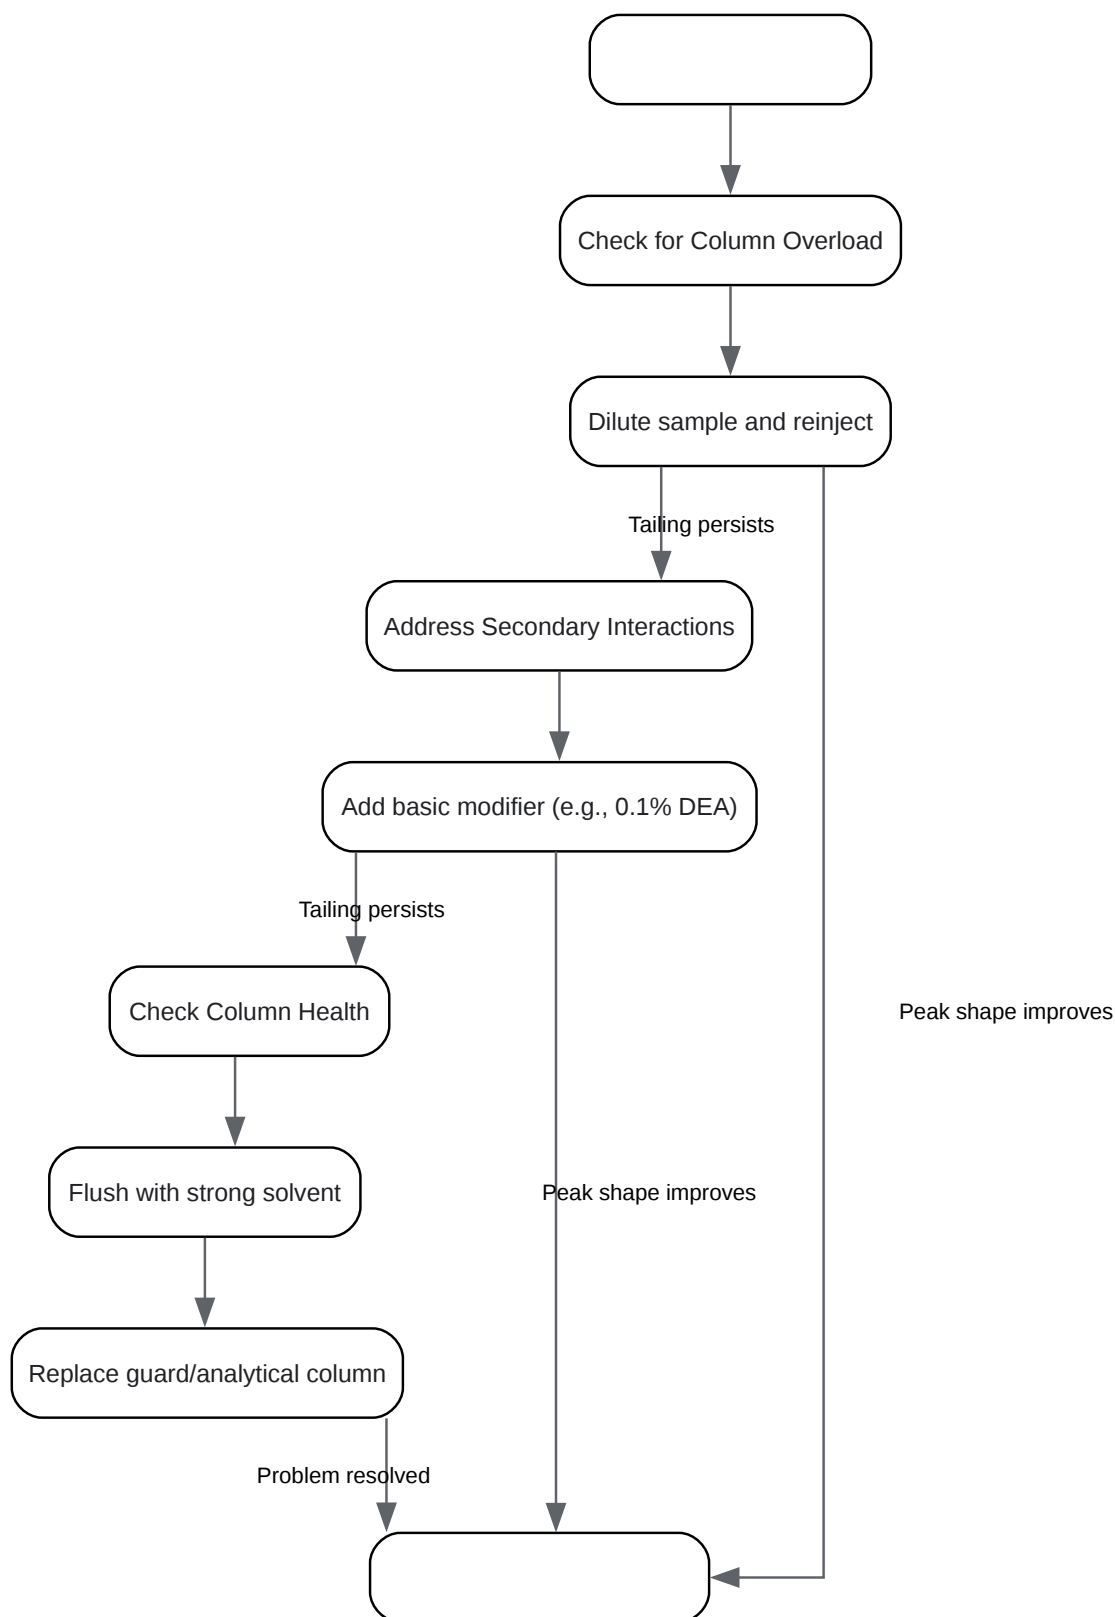 Check for Column Overload
Dilute sample and reinject
Tailing persists
Address Secondary Interactions
Add basic modifier (e.g., 0.1% DEA)
Tailing persists
Check Column Health
Peak shape improves
Flush with strong solvent
Peak shape improves
Replace guard/analytical column
Problem resolved